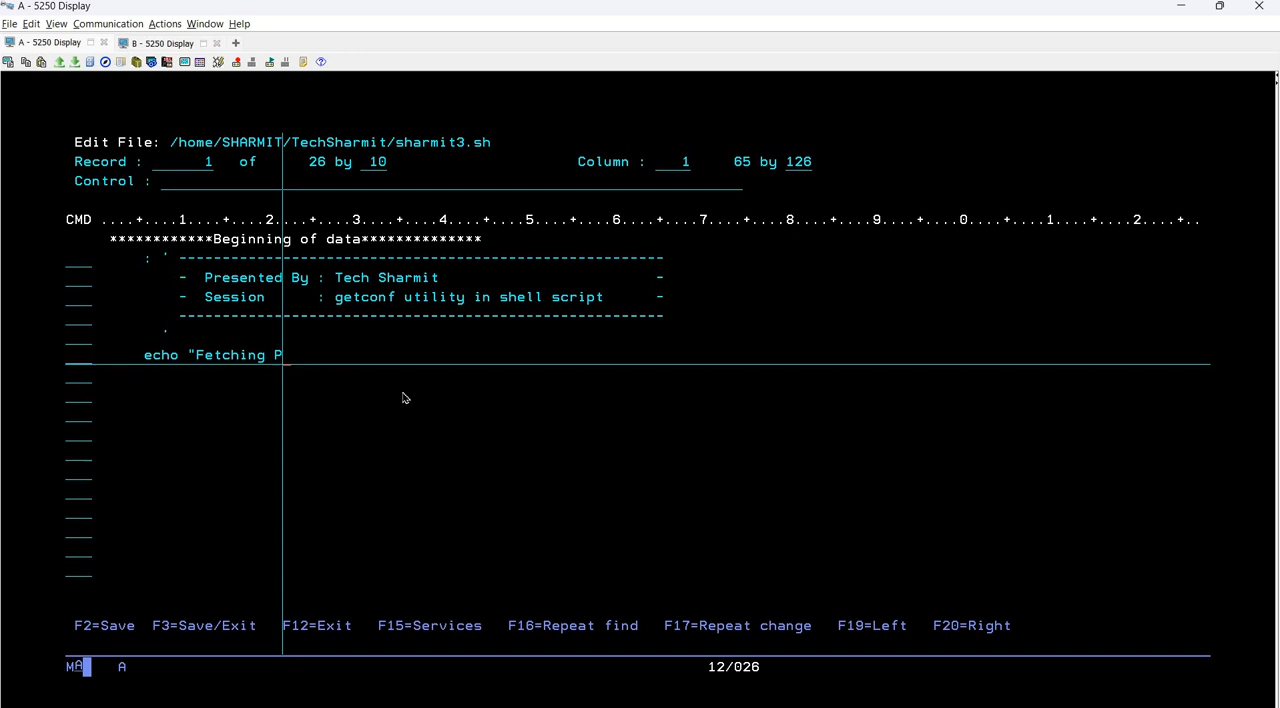 A - 5250 Display
File Edit View Communication Actions Window Help
A - 5250 Display B - 5250 Display +
Edit File: /home/SHARMIT/TechSharmit/sharmit3.sh
Record : 1 of 26 by 10 Column : 1 65 by 126
Control :
CMD ....+....1....+....2....+....3....+....4....+....5....+....6....+....7....+....8....+....9....+....0....+....1....+....2....+..
************Beginning of data**************
: ' --------------------------------------------------------
- Presented By : Tech Sharmit -
- Session : getconf utility in shell script -
--------------------------------------------------------
'
echo "Fetching P
F2=Save F3=Save/Exit F12=Exit F15=Services F16=Repeat find F17=Repeat change F19=Left F20=Right
MA A 12/026